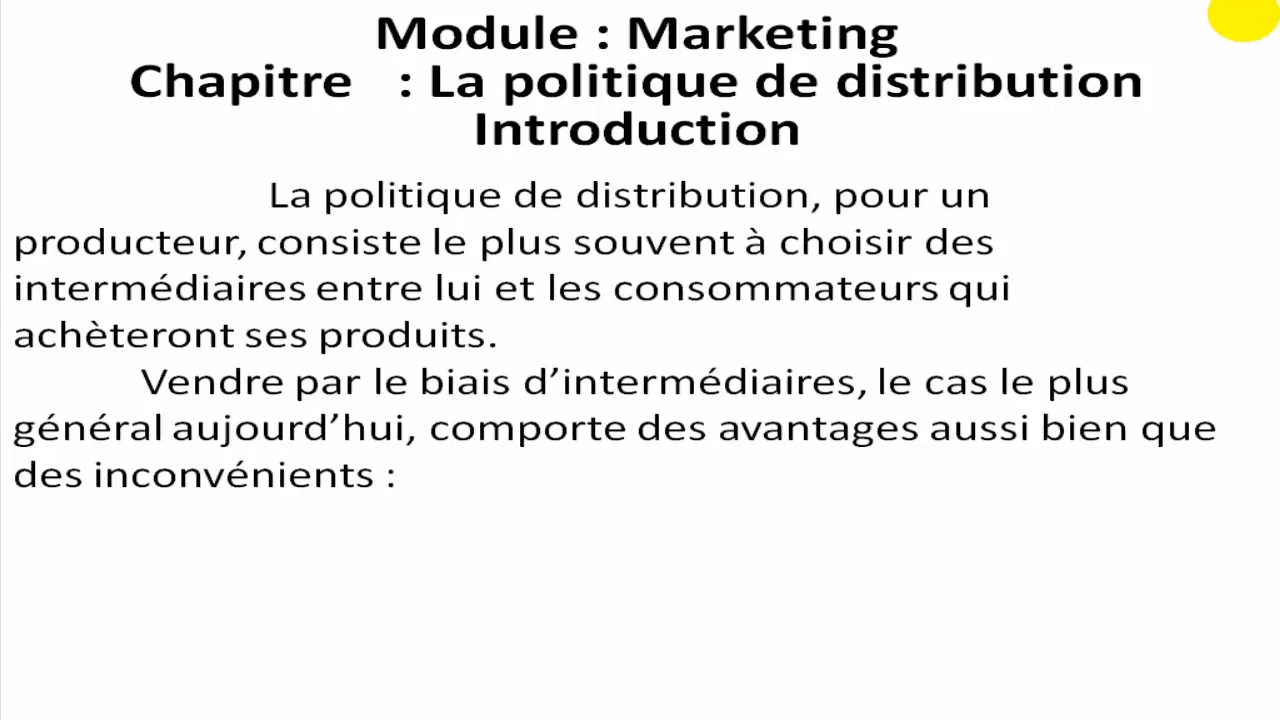 Module : Marketing
Chapitre : La politique de distribution
Introduction
La politique de distribution, pour un
producteur, consiste le plus souvent à choisir des
intermédiaires entre lui et les consommateurs qui
achèteront ses produits.
Vendre par le biais d’intermédiaires, le cas le plus
général aujourd’hui, comporte des avantages aussi bien que
des inconvénients :